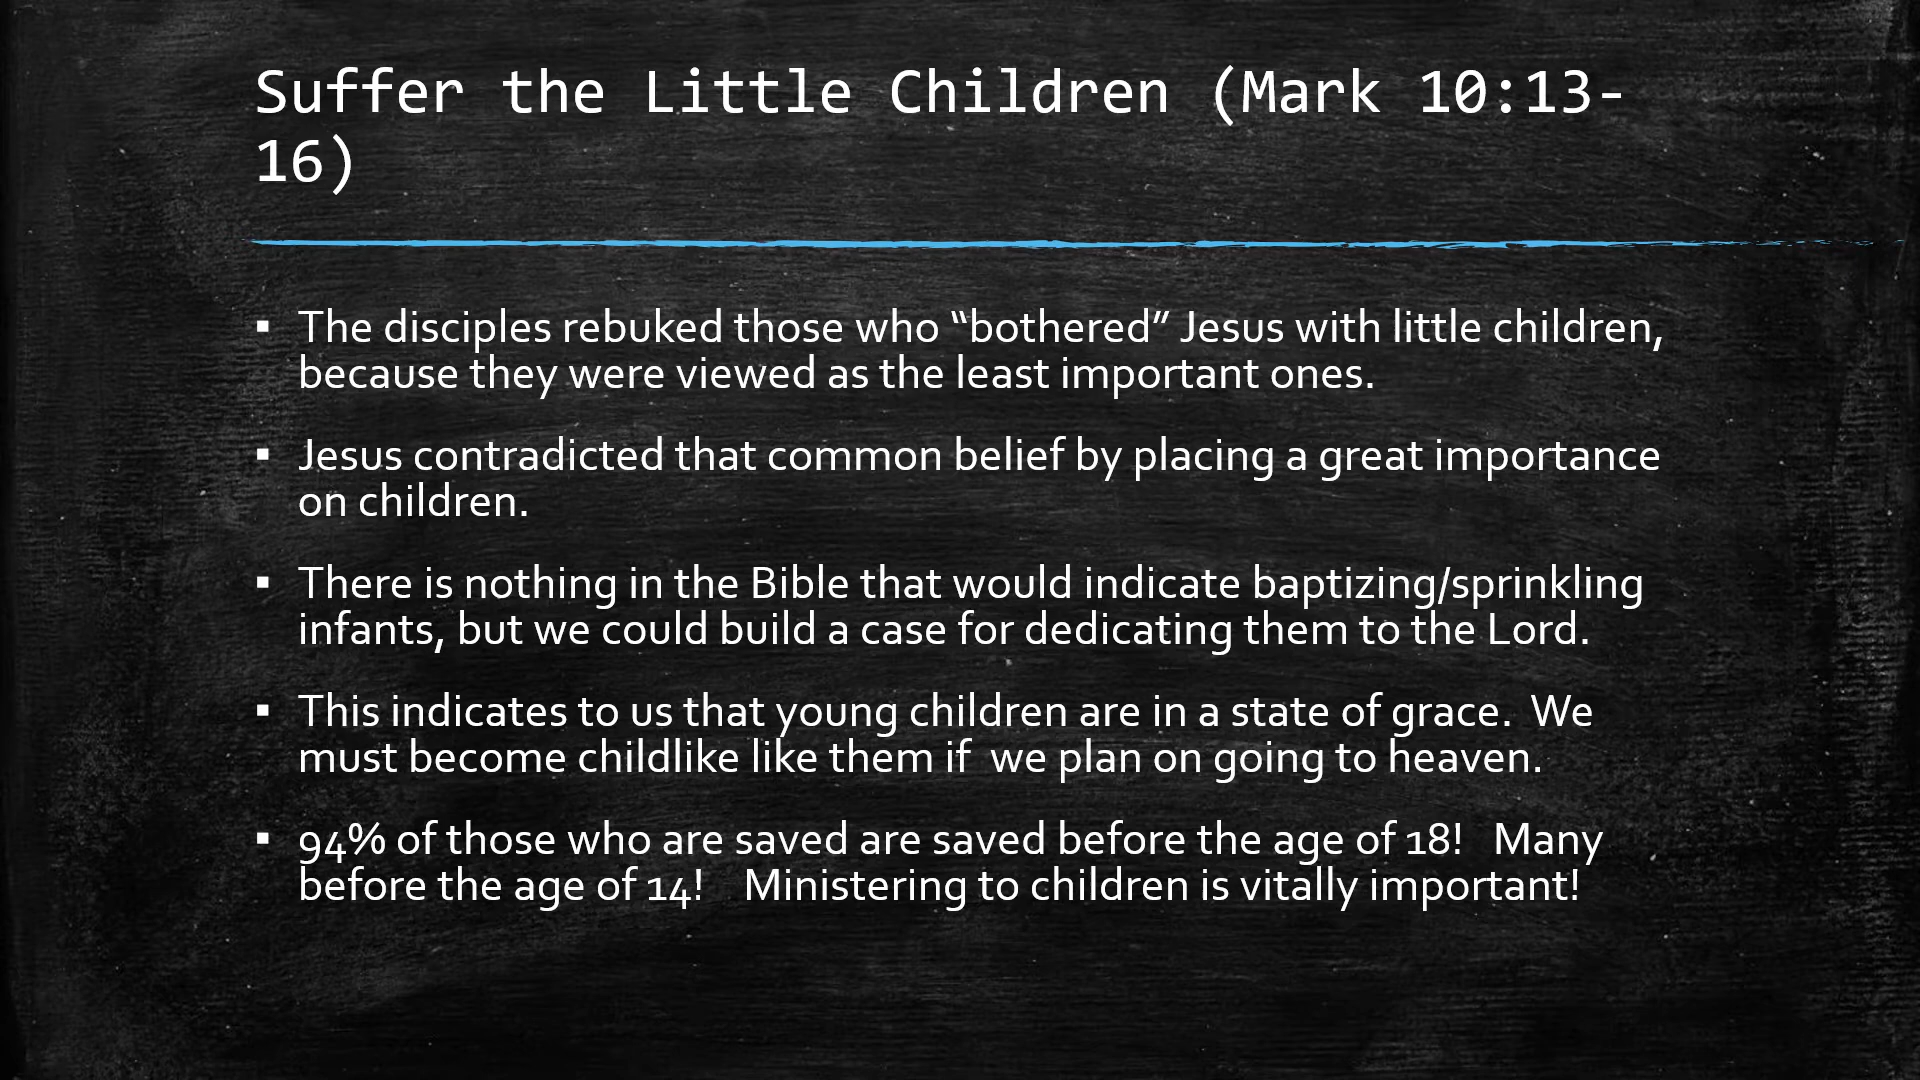 Suffer the Little Children (Mark 10:13-
16)
▪ The disciples rebuked those who “bothered” Jesus with little children,
because they were viewed as the least important ones.
▪ Jesus contradicted that common belief by placing a great importance
on children.
▪ There is nothing in the Bible that would indicate baptizing/sprinkling
infants, but we could build a case for dedicating them to the Lord.
▪ This indicates to us that young children are in a state of grace.  We
must become childlike like them if  we plan on going to heaven.
▪ 94% of those who are saved are saved before the age of 18!   Many
before the age of 14!    Ministering to children is vitally important!